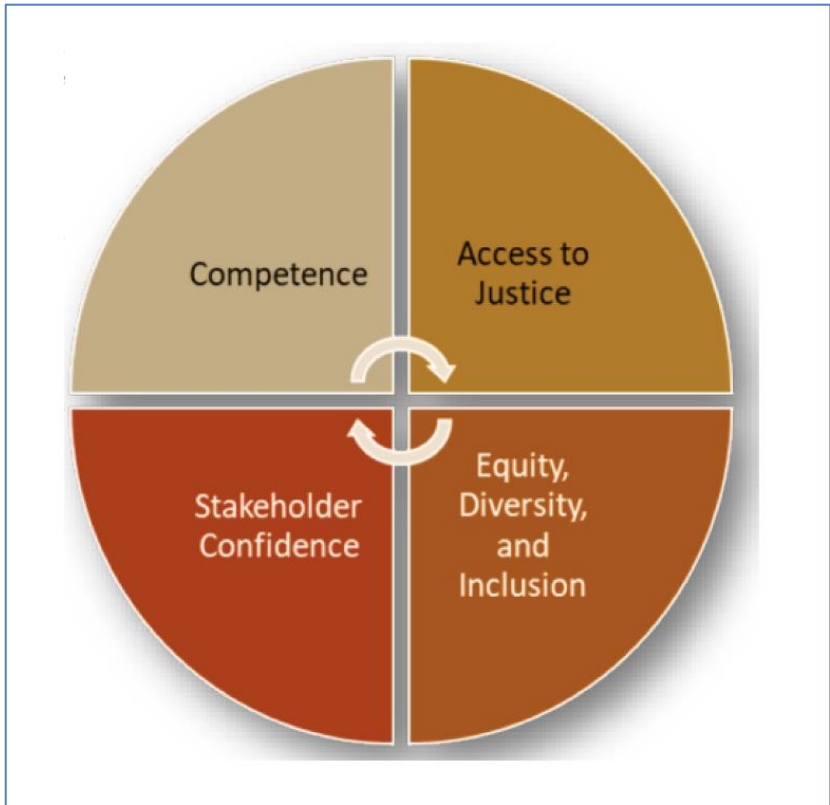 Competence
Access to
Justice
Stakeholder
Confidence
Equity,
Diversity,
and
Inclusion